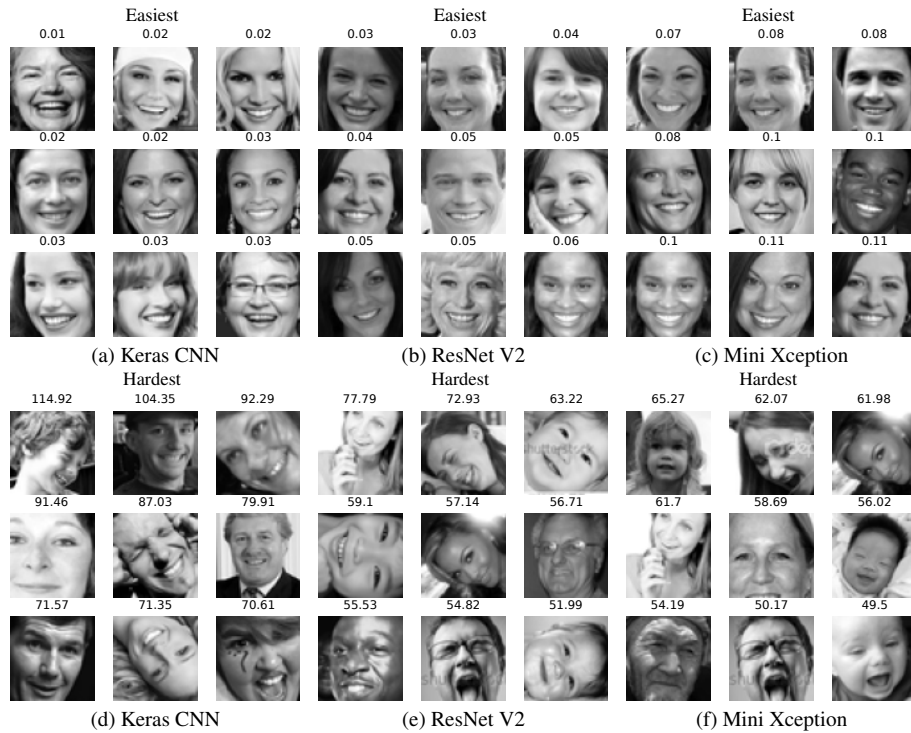 Easiest Easiest Easiest
0.01 0.02 0.02 0.03 0.03 0.04 0.07 0.08 0.08
0.02 0.02 0.03 0.04 0.05 0.05 0.08 0.1 0.1
0.03 0.03 0.03 0.05 0.05 0.06 0.1 0.11 0.11
(a) Keras CNN (b) ResNet V2 (c) Mini Xception
Hardest Hardest Hardest
114.92 104.35 92.29 77.79 72.93 63.22 65.27 62.07 61.98
shutterstock
91.46 87.03 79.91 59.1 57.14 56.71 61.7 58.69 56.02
71.57 71.35 70.61 55.53 54.82 51.99 54.19 50.17 49.5
(d) Keras CNN (e) ResNet V2 (f) Mini Xception